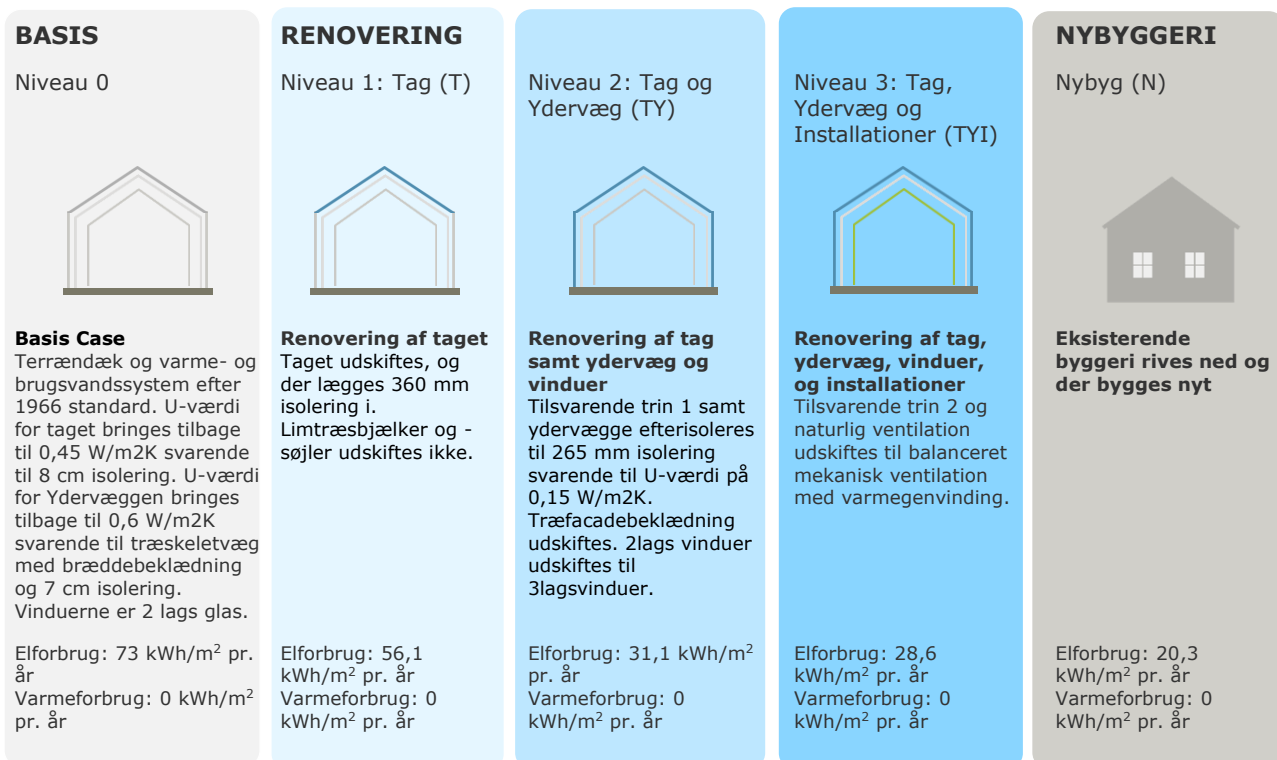 BASIS
Niveau 0
Basis Case
Terrændæk og varme- og
brugsvandssystem efter
1966 standard. U-værdi
for taget bringes tilbage
til 0,45 W/m2K svarende
til 8 cm isolering. U-værdi
for Ydervæggen bringes
tilbage til 0,6 W/m2K
svarende til træskeletvæg
med bræddebeklædning
og 7 cm isolering.
Vinduerne er 2 lags glas.
Elforbrug: 73 kWh/m² pr.
år
Varmeforbrug: 0 kWh/m²
pr. år
RENOVERING
Niveau 1: Tag (T)
Renovering af taget
Taget udskiftes, og
der lægges 360 mm
isolering i.
Limtræsbjælker og -
søjler udskiftes ikke.
Elforbrug: 56,1
kWh/m² pr. år
Varmeforbrug: 0
kWh/m² pr. år
Niveau 2: Tag og
Ydervæg (TY)
Renovering af tag
samt ydervæg og
vinduer
Tilsvarende trin 1 samt
ydervægge efterisoleres
til 265 mm isolering
svarende til U-værdi på
0,15 W/m2K.
Træfacadebeklædning
udskiftes. 2lags vinduer
udskiftes til
3lagsvinduer.
Elforbrug: 31,1 kWh/m²
pr. år
Varmeforbrug: 0
kWh/m² pr. år
Niveau 3: Tag,
Ydervæg og
Installationer (TYI)
Renovering af tag,
ydervæg, vinduer,
og installationer
Tilsvarende trin 2 og
naturlig ventilation
udskiftes til balanceret
mekanisk ventilation
med varmegenvinding.
Elforbrug: 28,6
kWh/m² pr. år
Varmeforbrug: 0
kWh/m² pr. år
NYBYGGERI
Nybyg (N)
Eksisterende
byggeri rives ned og
der bygges nyt
Elforbrug: 20,3
kWh/m² pr. år
Varmeforbrug: 0
kWh/m² pr. år